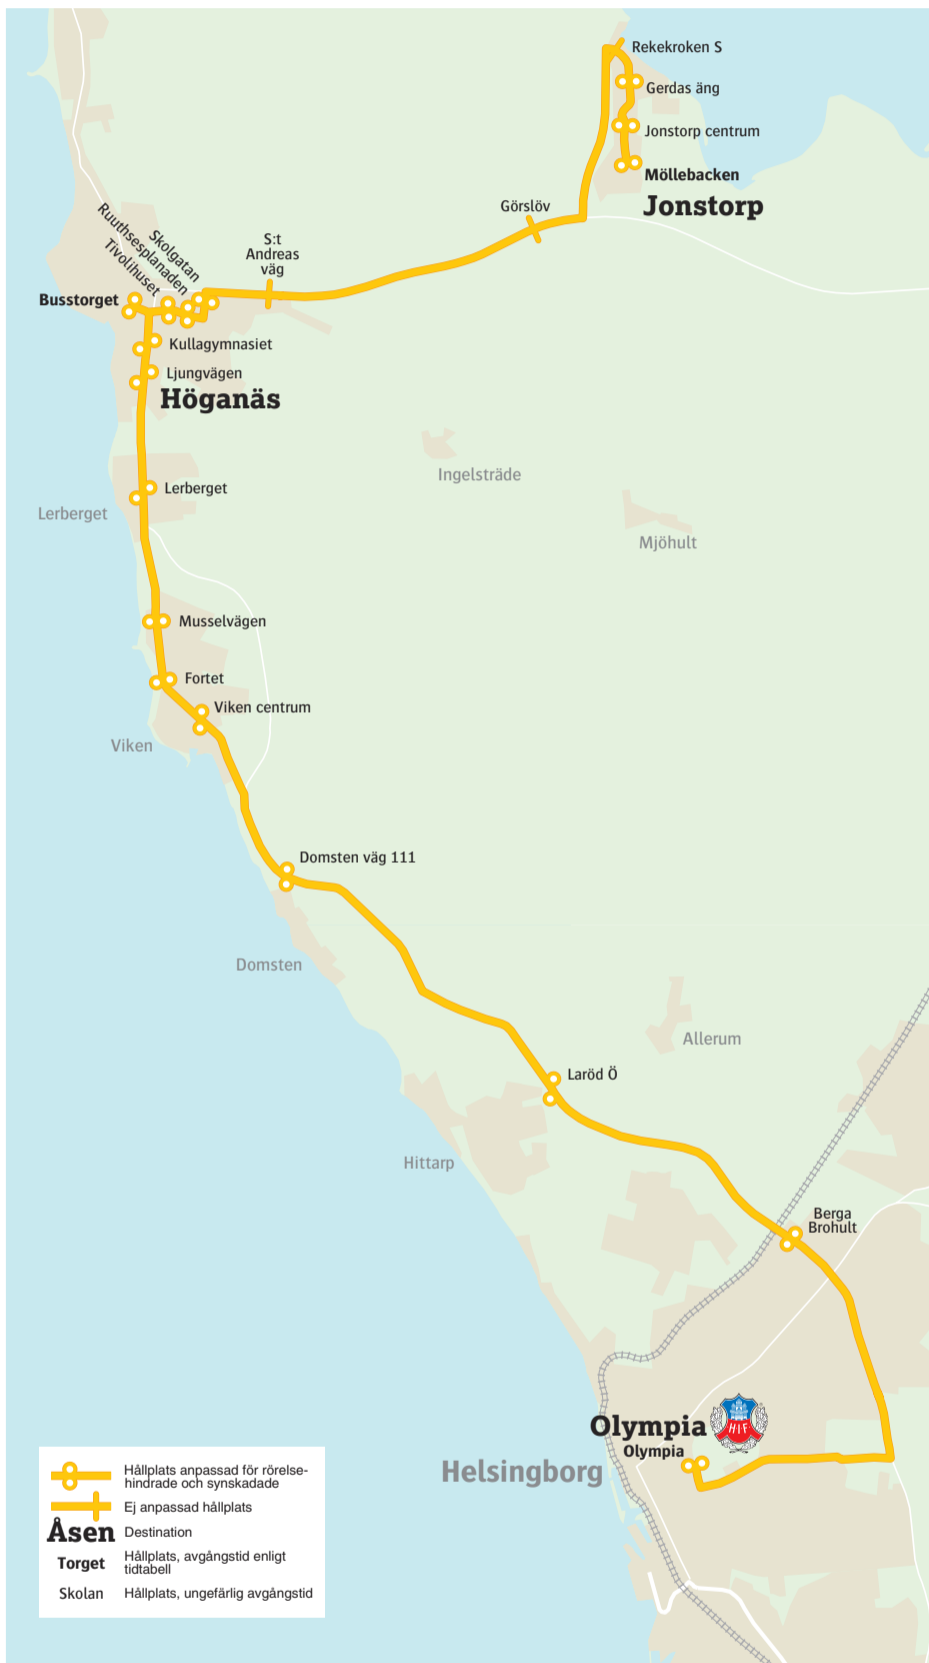 Rekekroken S
Gerdas äng
Jonstorp centrum
Möllebacken
Jonstorp
Görslöv
S:t
Andreas
väg
Skolgatan
Ruuthsesplanaden
Tivolihuset
Busstorget
Kullagymnasiet
Ljungvägen
Höganäs
Ingelsträde
Lerberget
Lerberget
Mjöhult
Musselvägen
Fortet
Viken centrum
Viken
Domsten väg 111
Domsten
Allerum
Laröd Ö
Hittarp
Berga
Brohult
Olympia
HIF
Olympia
Helsingborg
Hållplats anpassad för rörelse-
hindrade och synskadade
Ej anpassad hållplats
Åsen Destination
Torget Hållplats, avgångstid enligt
tidtabell
Skolan Hållplats, ungefärlig avgångstid